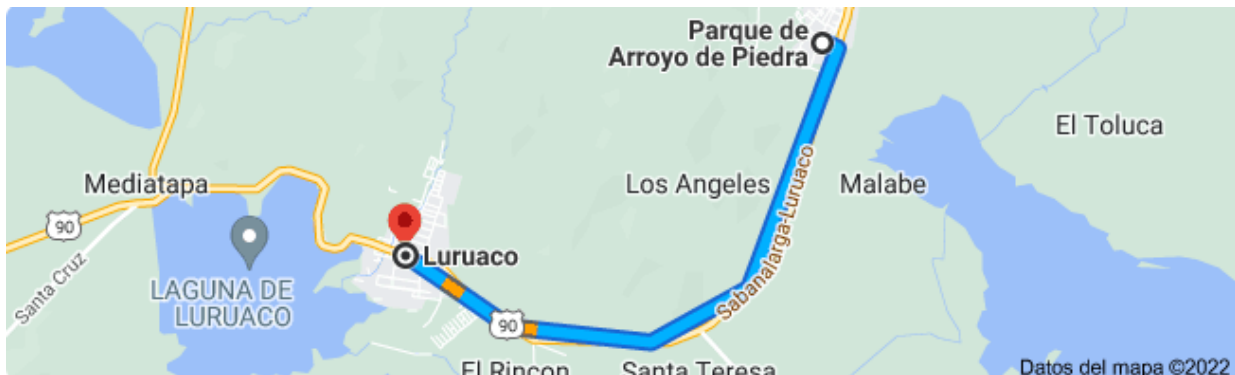 Parque de
Arroyo de Piedra
El Toluca
Mediatapa
Los Angeles
Malabe
90
Luruaco
Santa Cruz
LAGUNA DE
LURUACO
Sabanalarga-Luruaco
90
El Rincon
Santa Teresa
Datos del mapa ©2022